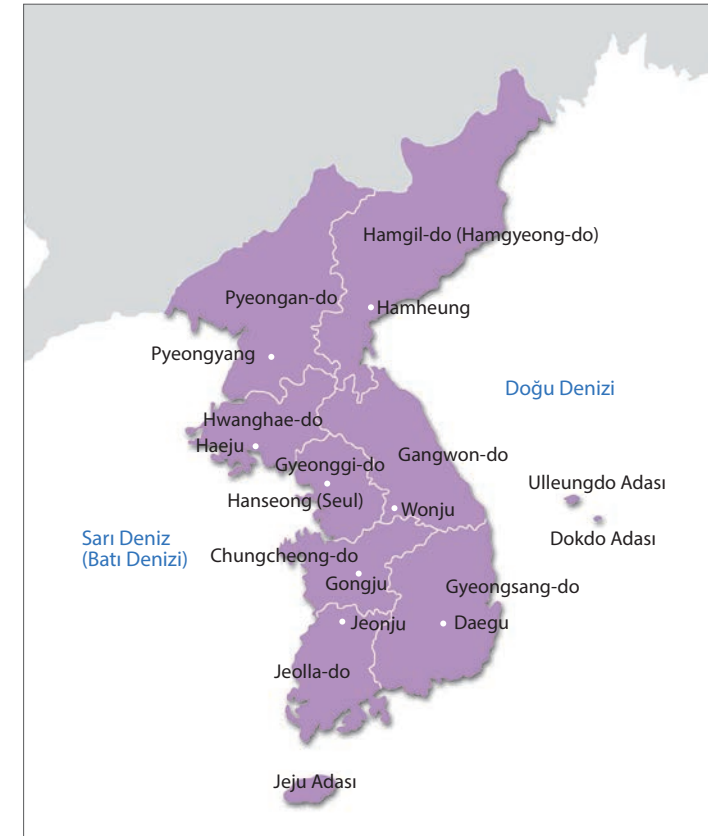 Hamgil-do (Hamgyeong-do)
Pyeongan-do
Hamheung
Pyeongyang
Doğu Denizi
Hwanghae-do
Haeju
Gangwon-do
Gyeonggi-do
Ulleungdo Adası
Hanseong (Seul)
Wonju
Dokdo Adası
Sarı Deniz
(Batı Denizi)
Chungcheong-do
Gongju
Gyeongsang-do
Jeonju
Daegu
Jeolla-do
Jeju Adası